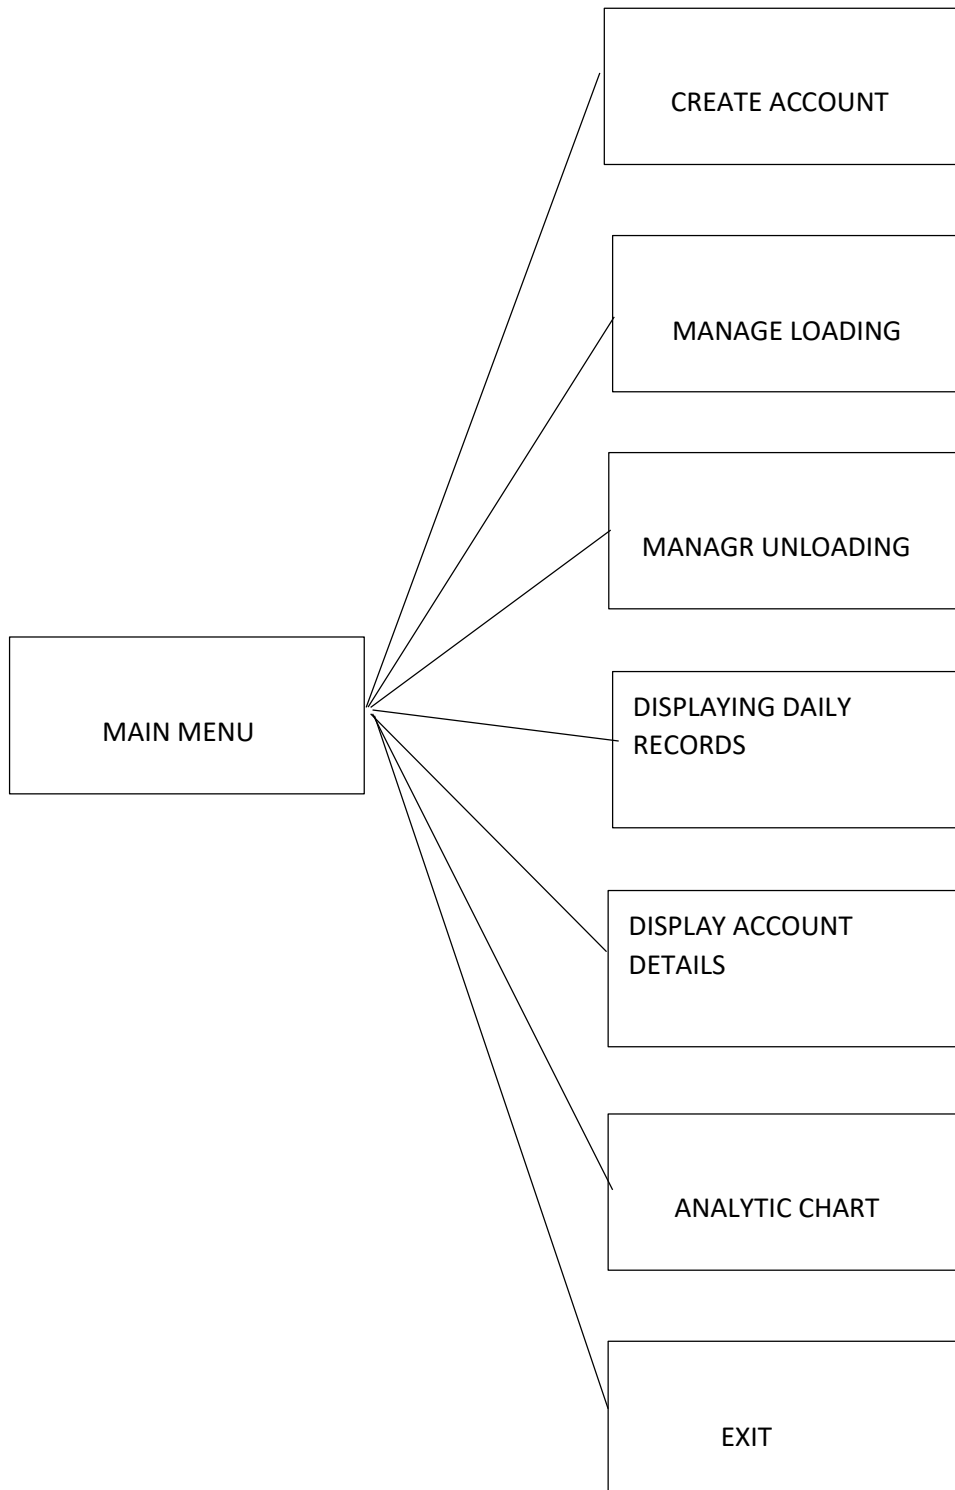 CREATE ACCOUNT
MANAGE LOADING
MANAGR UNLOADING
MAIN MENU
DISPLAYING DAILY
RECORDS
DISPLAY ACCOUNT
DETAILS
ANALYTIC CHART
EXIT